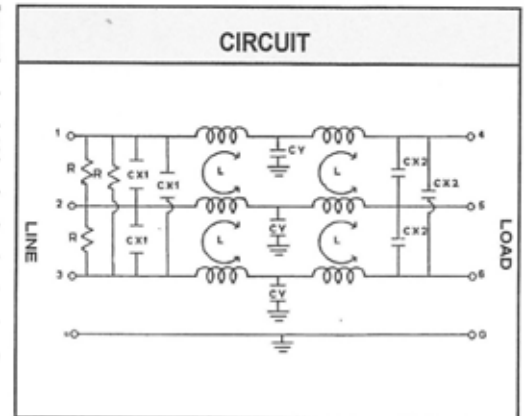 CIRCUIT
1 4
CY
R R CX1 CX1 L L CX2 CX2
2 5
R CX1 CY L L CX2
LINE LOAD
3 6
CY
G